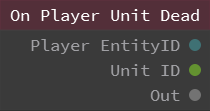 On Player Unit Dead
Player EntityID
Unit ID
Out